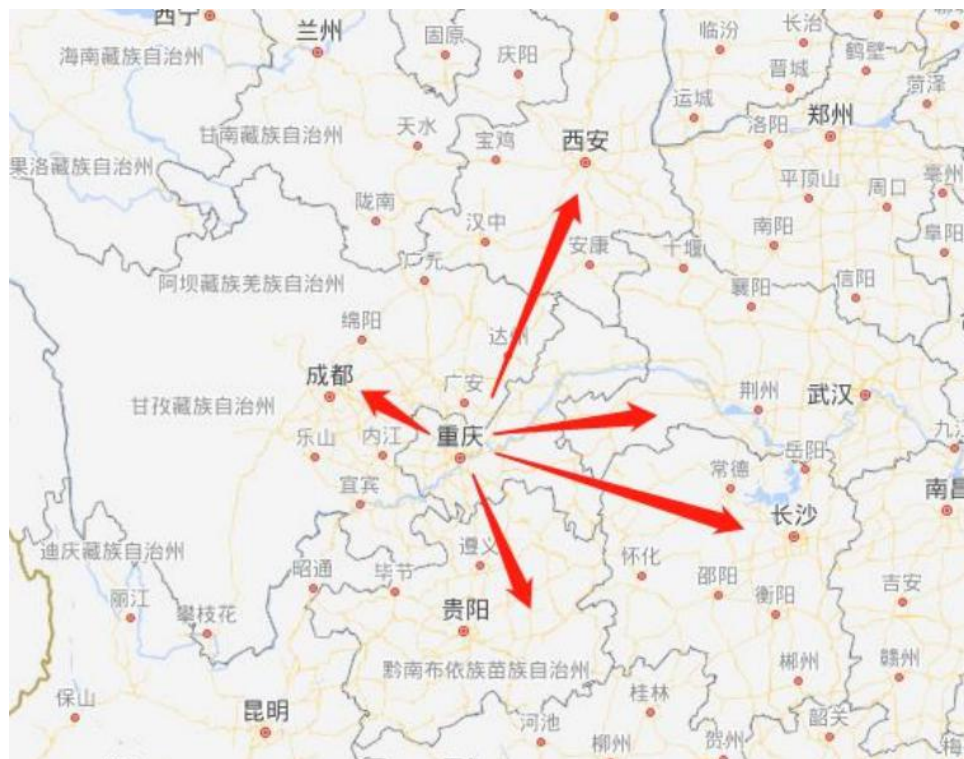 西宁
兰州
固原
庆阳
临汾
长治
海南藏族自治州
晋城
鹤壁
菏泽
运城
甘南藏族自治州
天水
宝鸡
西安
洛阳
郑州
果洛藏族自治州
平顶山
周口
亳州
陇南
汉中
南阳
阜阳
安康
十堰
广元
信阳
阿坝藏族羌族自治州
襄阳
绵阳
达州
成都
广安
荆州
武汉
甘孜藏族自治州
乐山
内江
重庆
岳阳
九江
常德
宜宾
南昌
长沙
迪庆藏族自治州
遵义
怀化
昭通
毕节
邵阳
吉安
丽江
攀枝花
贵阳
衡阳
黔南布依族苗族自治州
郴州
赣州
保山
昆明
桂林
河池
韶关
柳州
贺州
梅